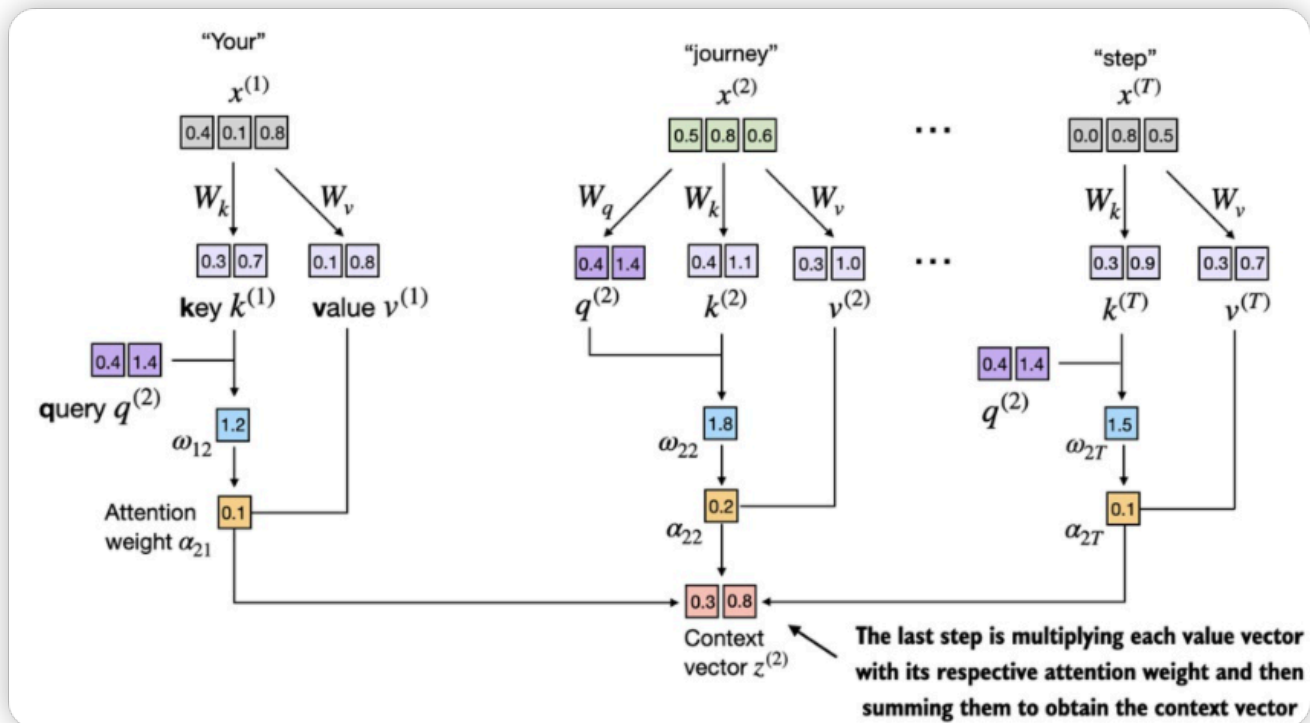 “Your”
“journey”
“step”
x(1)
x(2)
x(T)
0.4 0.1 0.8
0.5 0.8 0.6
...
0.0 0.8 0.5
Wk
Wv
Wq
Wk
Wv
Wk
Wv
0.3 0.7
0.1 0.8
0.4 1.4
0.4 1.1
0.3 1.0
...
0.3 0.9
0.3 0.7
key k(1)
value v(1)
q(2)
k(2)
v(2)
k(T)
v(T)
0.4 1.4
query q(2)
0.4 1.4
q(2)
1.2
ω12
1.8
ω22
1.5
ω2T
Attention
weight α21
0.1
0.2
α22
0.1
α2T
0.3 0.8
Context
vector z(2)
The last step is multiplying each value vector
with its respective attention weight and then
summing them to obtain the context vector